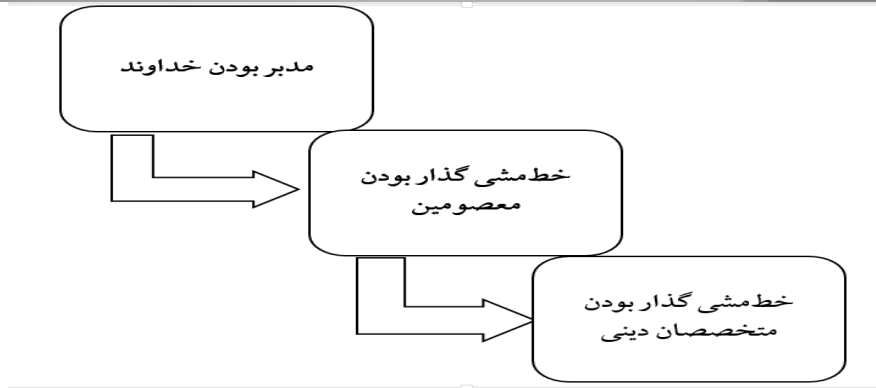 مدبر بودن خداوند
خط‌مشی گذار بودن
معصومین
خط‌مشی گذار بودن
متخصصان دینی